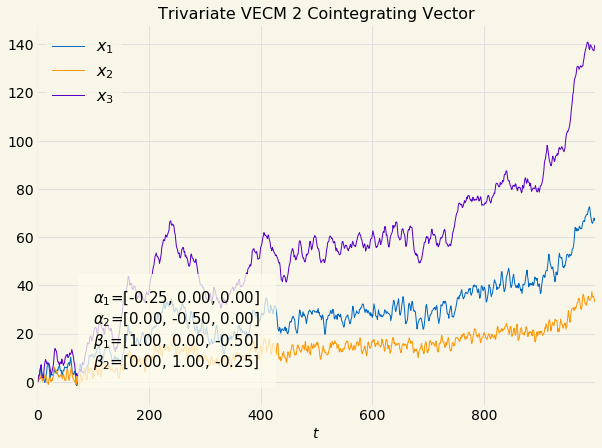 Trivariate VECM 2 Cointegrating Vector
x₁
x₂
x₃
140
120
100
80
60
40
20
0
α₁=[-0.25, 0.00, 0.00]
α₂=[0.00, -0.50, 0.00]
β₁=[1.00, 0.00, -0.50]
β₂=[0.00, 1.00, -0.25]
0 200 400 600 800
t